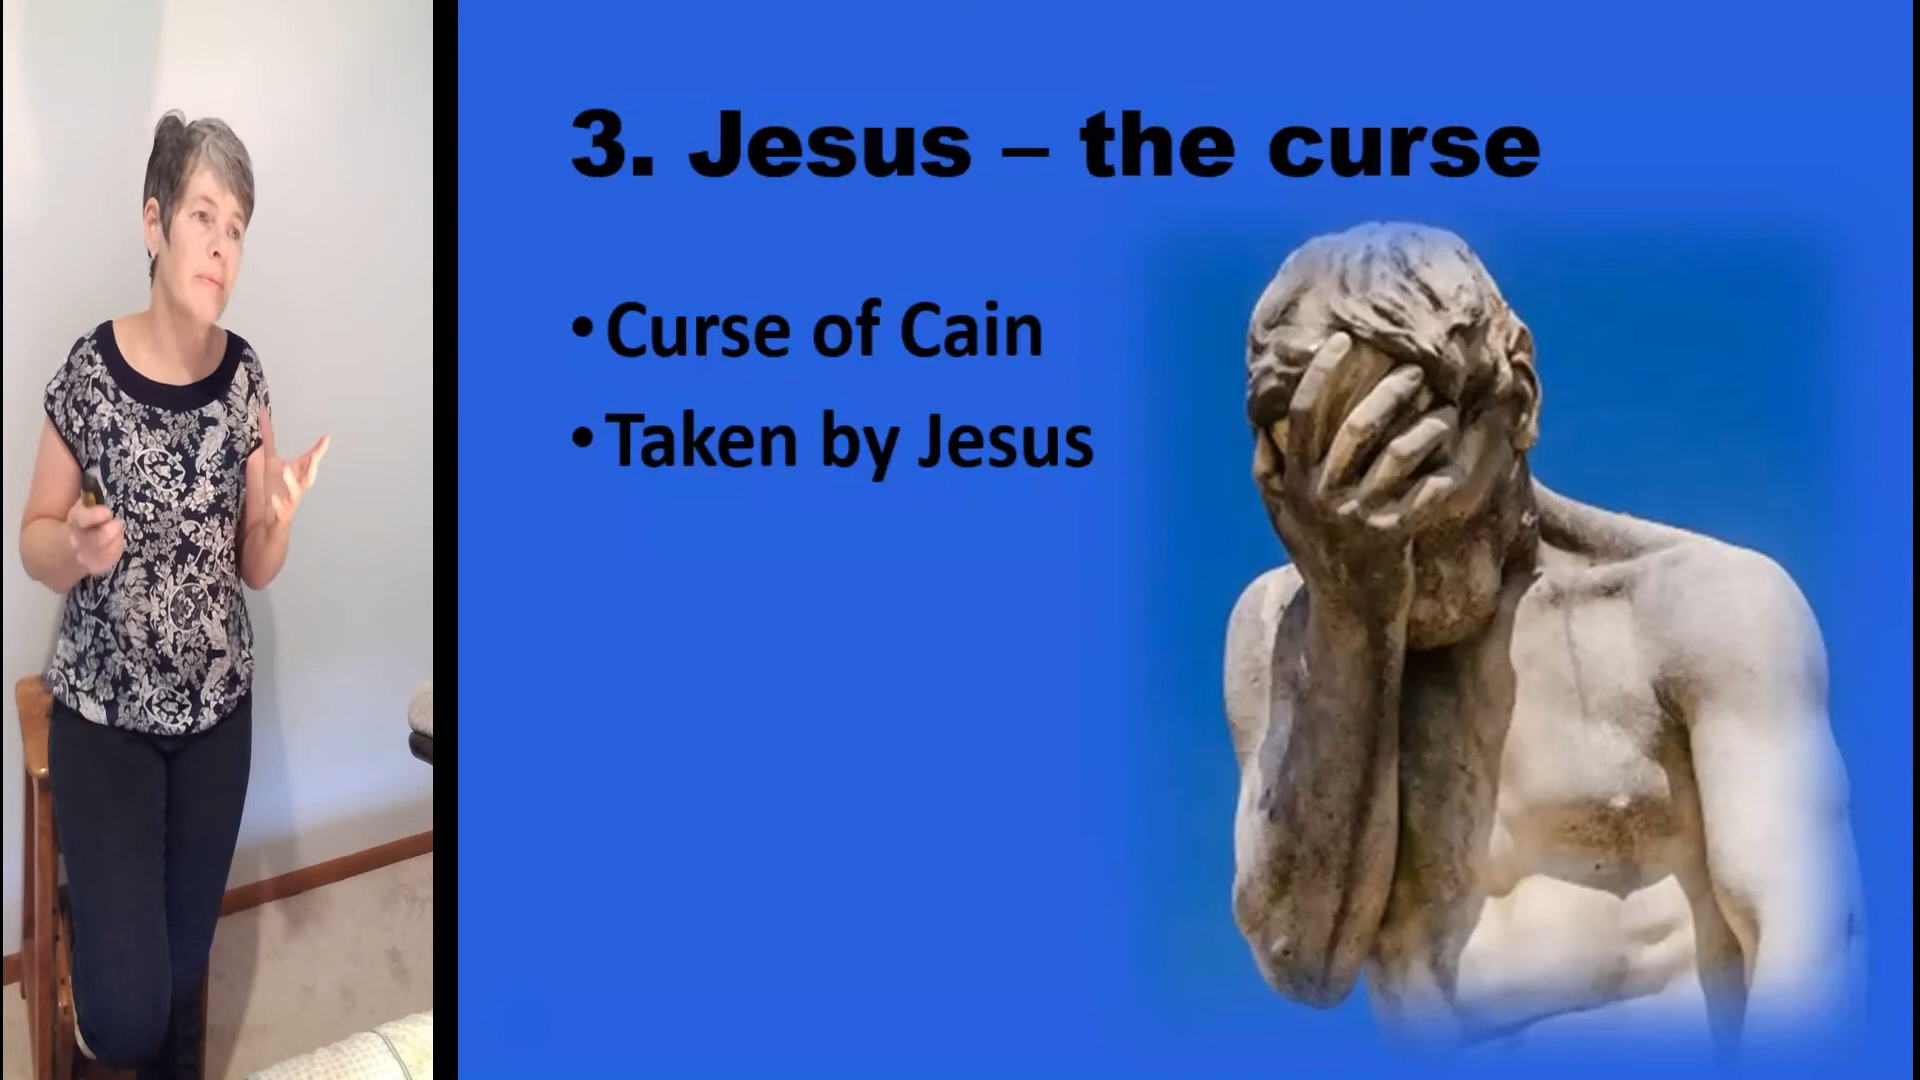 3. Jesus – the curse
• Curse of Cain
• Taken by Jesus